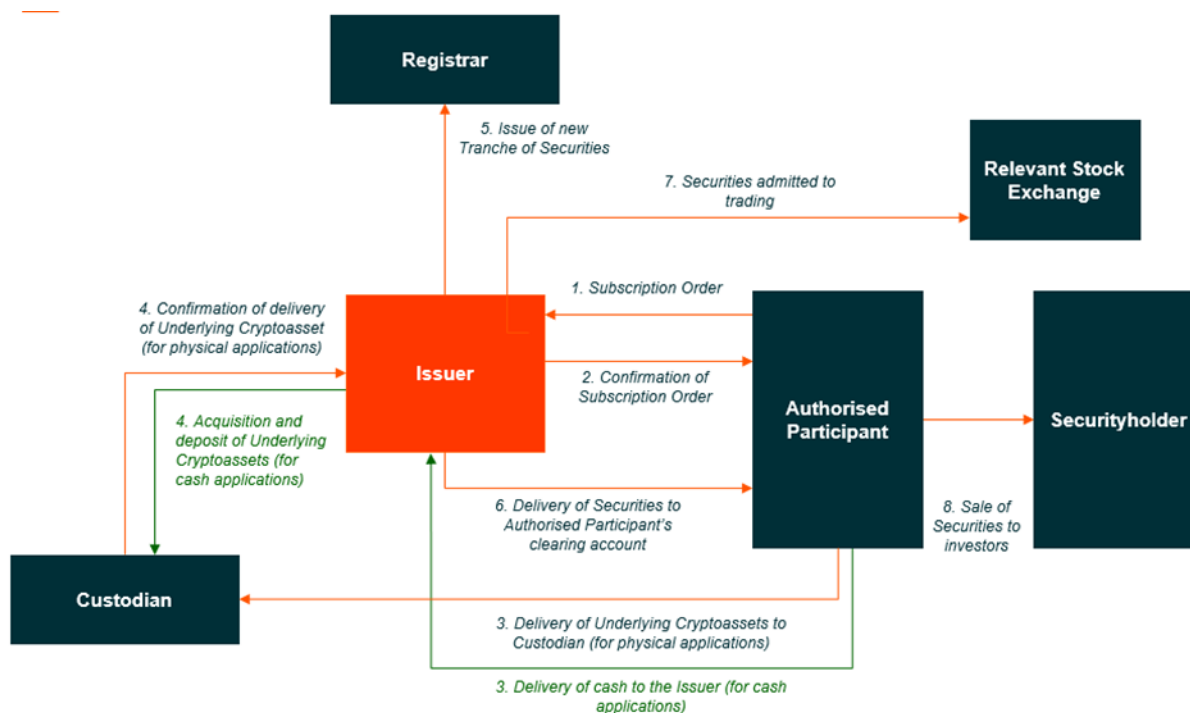 Registrar
5. Issue of new
Tranche of Securities
Relevant Stock
Exchange
7. Securities admitted to
trading
1. Subscription Order
4. Confirmation of delivery
of Underlying Cryptoasset
(for physical applications)
Issuer
2. Confirmation of
Subscription Order
Authorised
Participant
Securityholder
4. Acquisition and
deposit of Underlying
Cryptoassets (for
cash applications)
6. Delivery of Securities to
Authorised Participant's
clearing account
8. Sale of
Securities to
investors
Custodian
3. Delivery of Underlying Cryptoassets to
Custodian (for physical applications)
3. Delivery of cash to the Issuer (for cash
applications)